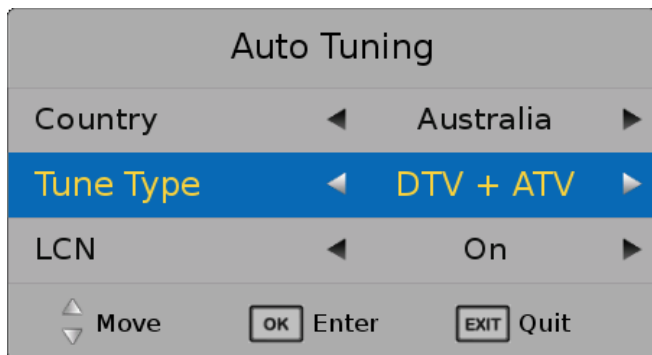 Auto Tuning
Country Australia
Tune Type DTV + ATV
LCN On
Move OK Enter EXIT Quit